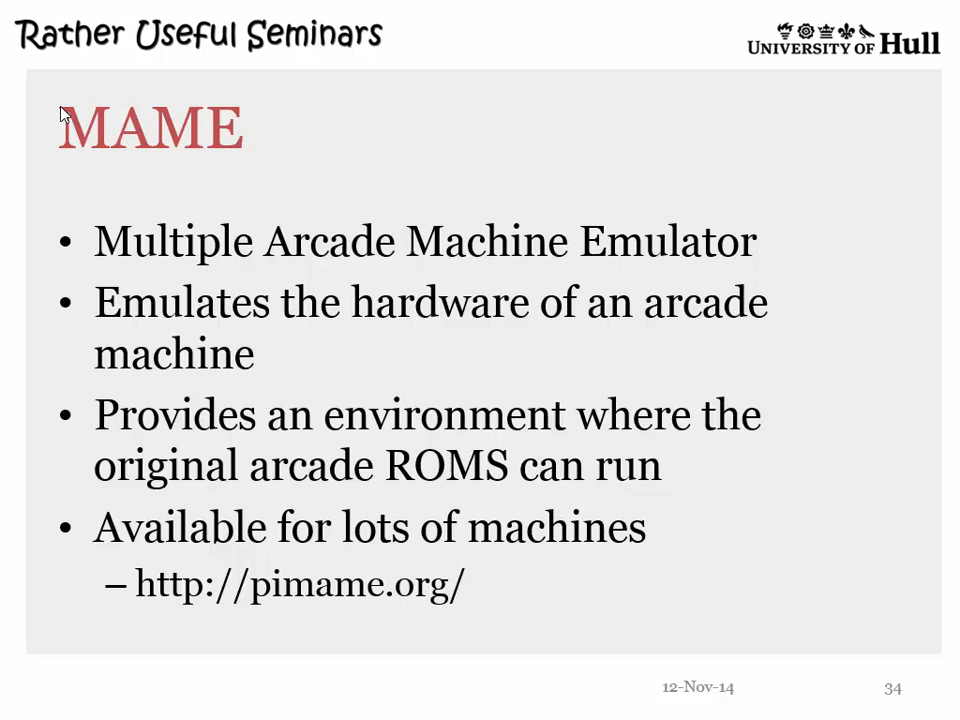 Rather Useful Seminars
UNIVERSITY OF Hull
MAME
• Multiple Arcade Machine Emulator
• Emulates the hardware of an arcade
machine
• Provides an environment where the
original arcade ROMS can run
• Available for lots of machines
– http://pimame.org/
12-Nov-14
34